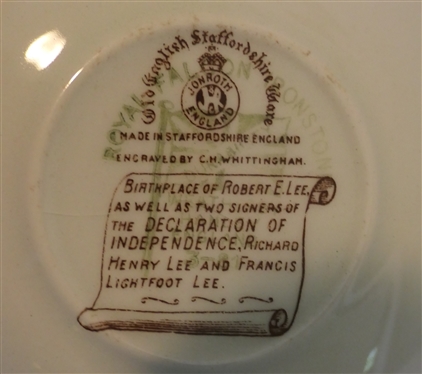 Old English Staffordshire Ware
JONROTH
ENGLAND
MADE IN STAFFORDSHIRE ENGLAND
ENGRAVED BY C.H. WHITTINGHAM.
BIRTHPLACE OF ROBERT E. LEE,
AS WELL AS TWO SIGNERS OF
THE DECLARATION OF
INDEPENDENCE, RICHARD
HENRY LEE AND FRANCIS
LIGHTFOOT LEE.
ROYAL